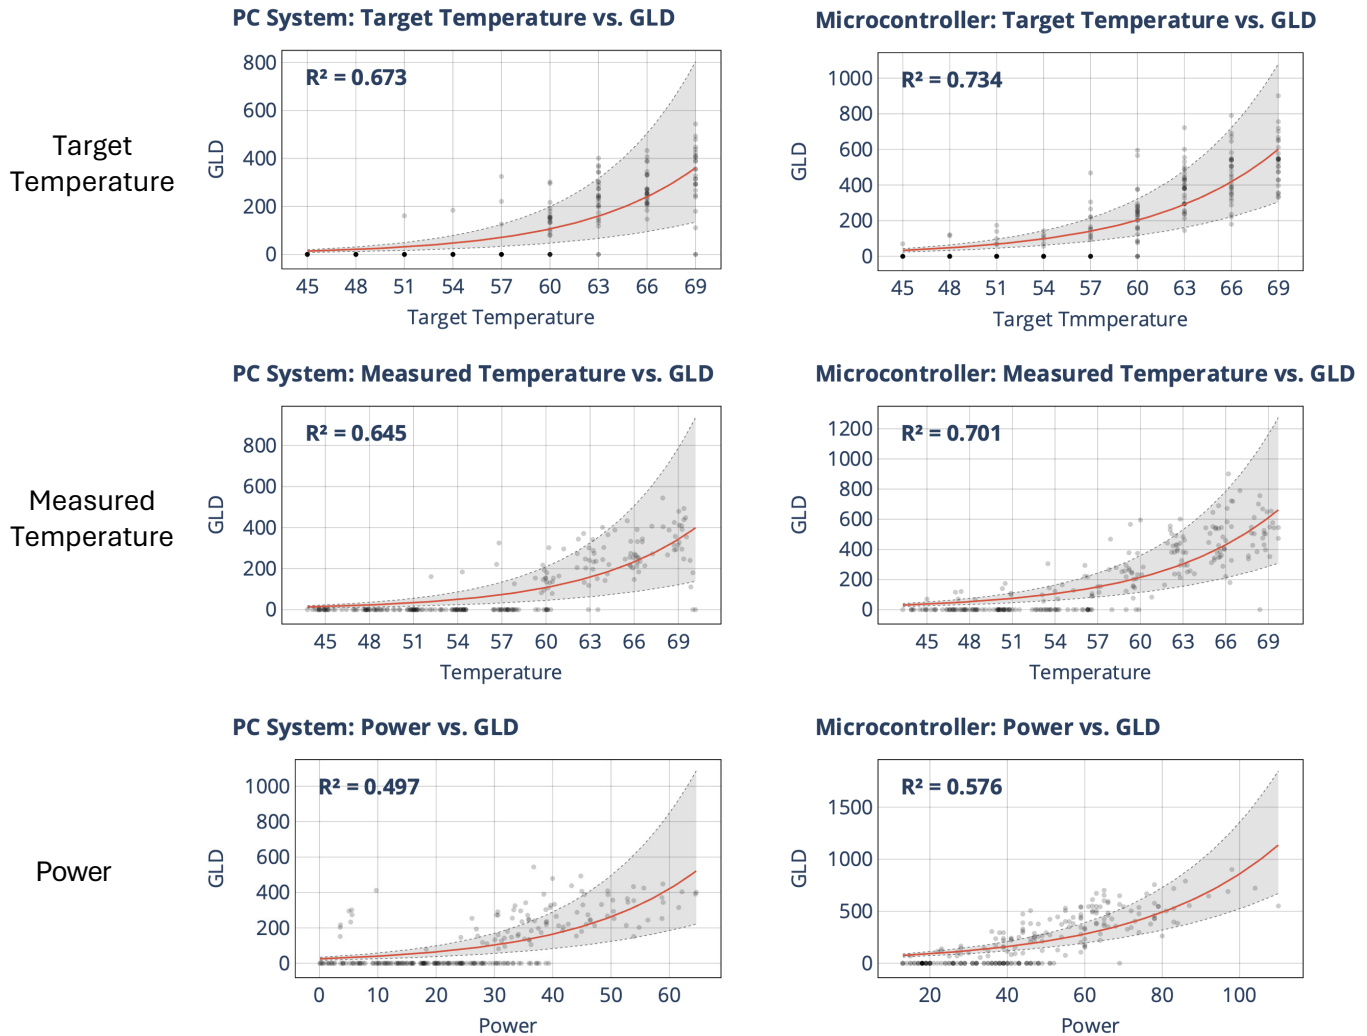 PC System: Target Temperature vs. GLD
Microcontroller: Target Temperature vs. GLD
Target
Temperature
R² = 0.673
GLD
800
600
400
200
0
45 48 51 54 57 60 63 66 69
Target Temperature
R² = 0.734
GLD
1000
800
600
400
200
0
45 48 51 54 57 60 63 66 69
Target Tmmperature
PC System: Measured Temperature vs. GLD
Microcontroller: Measured Temperature vs. GLD
Measured
Temperature
R² = 0.645
GLD
800
600
400
200
0
45 48 51 54 57 60 63 66 69
Temperature
R² = 0.701
GLD
1200
1000
800
600
400
200
0
45 48 51 54 57 60 63 66 69
Temperature
PC System: Power vs. GLD
Microcontroller: Power vs. GLD
Power
R² = 0.497
GLD
1000
800
600
400
200
0
0 10 20 30 40 50 60
Power
R² = 0.576
GLD
1500
1000
500
0
20 40 60 80 100
Power